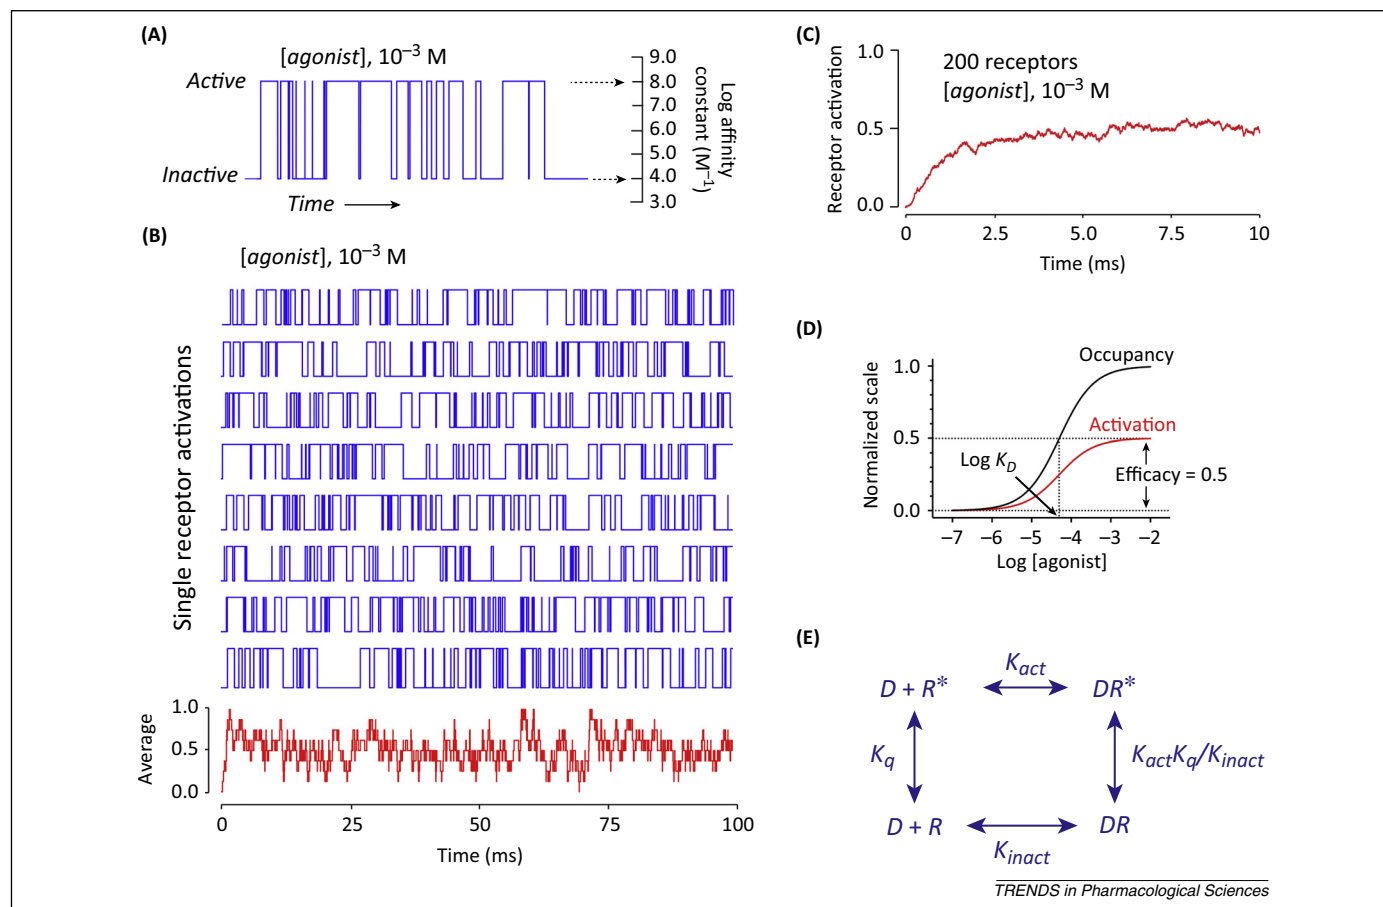 (A)
[agonist], 10⁻³ M
Active
Inactive
Time
9.0
8.0
7.0
6.0
5.0
4.0
3.0
Log affinity
constant (M⁻¹)
(B)
[agonist], 10⁻³ M
Single receptor activations
Average
1.0
0.5
0.0
0 25 50 75 100
Time (ms)
(C)
200 receptors
[agonist], 10⁻³ M
Receptor activation
1.0
0.5
0.0
0 2.5 5.0 7.5 10
Time (ms)
(D)
Occupancy
Activation
Log K_D
Efficacy = 0.5
Normalized scale
1.0
0.5
0.0
−7 −6 −5 −4 −3 −2
Log [agonist]
(E)
K_act
D + R* DR*
K_q K_actK_q/K_inact
D + R DR
K_inact
TRENDS in Pharmacological Sciences